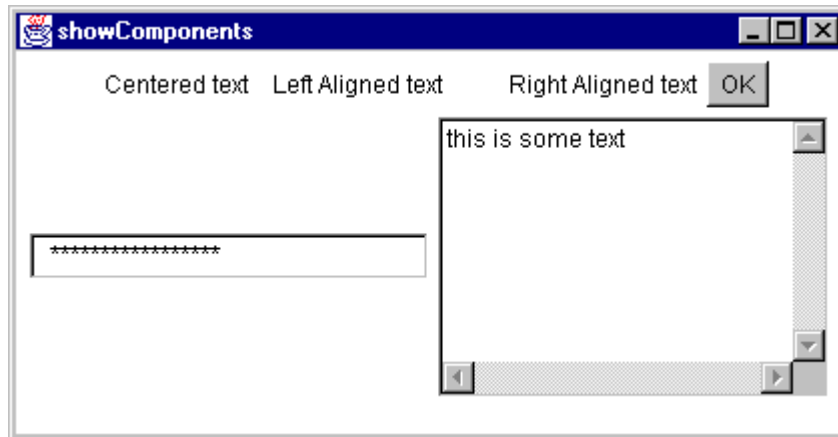 showComponents
Centered text Left Aligned text Right Aligned text OK
this is some text
*****************